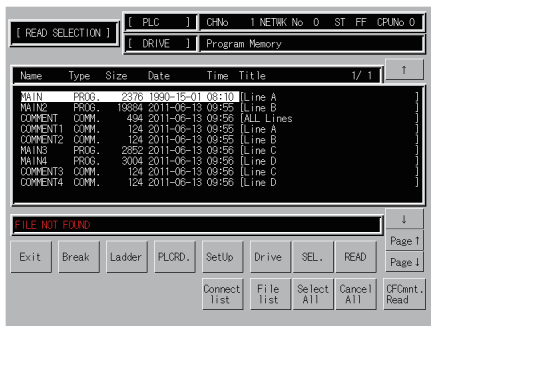 [ READ SELECTION ]
[ PLC ] CHNo 1 NETWK No 0 ST FF CPUNo 0
[ DRIVE ] Program Memory
Name Type Size Date Time Title 1/ 1 ↑
MAIN PROG. 2376 1990-15-01 08:10 [Line A ]
MAIN2 PROG. 19884 2011-06-13 09:55 [Line B ]
COMMENT COMM. 494 2011-06-13 09:56 [ALL Lines ]
COMMENT1 COMM. 124 2011-06-13 09:55 [Line A ]
COMMENT2 COMM. 124 2011-06-13 09:55 [Line B ]
MAIN3 PROG. 2852 2011-06-13 09:56 [Line C ]
MAIN4 PROG. 3004 2011-06-13 09:56 [Line D ]
COMMENT3 COMM. 124 2011-06-13 09:56 [Line C ]
COMMENT4 COMM. 124 2011-06-13 09:56 [Line D ]
FILE NOT FOUND ↓
Page↑
Exit Break Ladder PLCRD. SetUp Drive SEL. READ
Page↓
Connect list File list Select All Cancel All CFCmnt. Read